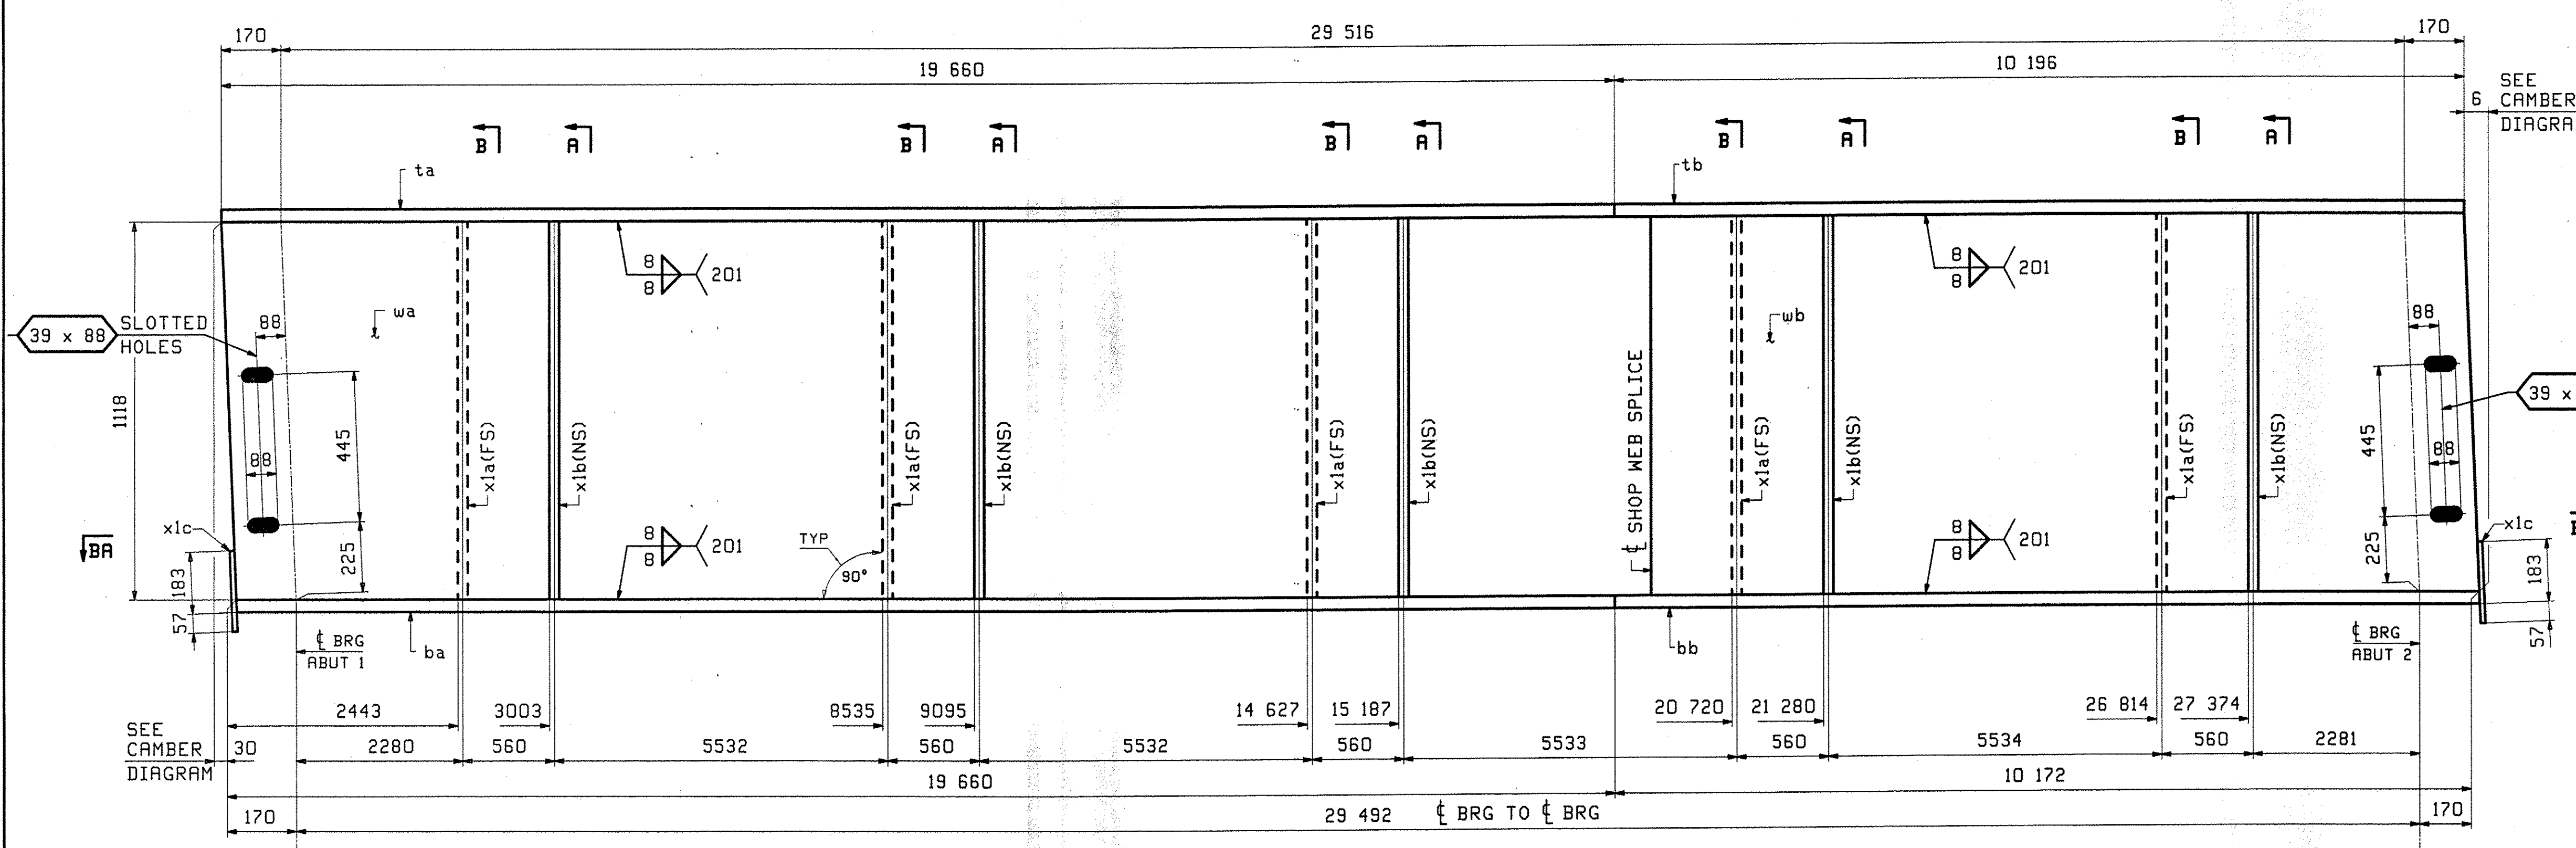 170
29 516
170
19 660
10 196
SEE
6 CAMBER
DIAGRA
B A B A B A B A B A
ta
tb
8
8 201
8
8 201
39 x 88 SLOTTED
HOLES
88
wa
wb
88
39 x
1118
445
88
x1a(FS)
x1b(NS)
x1a(FS)
x1b(NS)
x1a(FS)
x1b(NS)
℄ SHOP WEB SPLICE
x1a(FS)
x1b(NS)
x1a(FS)
x1b(NS)
445
88
BA
x1c
183
225
57
8
8 201
TYP
90°
8
8 201
225
x1c
183
57
℄ BRG
ABUT 1
ba
bb
℄ BRG
ABUT 2
2443 3003 8535 9095 14 627 15 187 20 720 21 280 26 814 27 374
SEE
CAMBER 30
DIAGRAM
2280 560 5532 560 5532 560 5533 560 5534 560 2281
19 660 10 172
170 29 492 ℄ BRG TO ℄ BRG 170